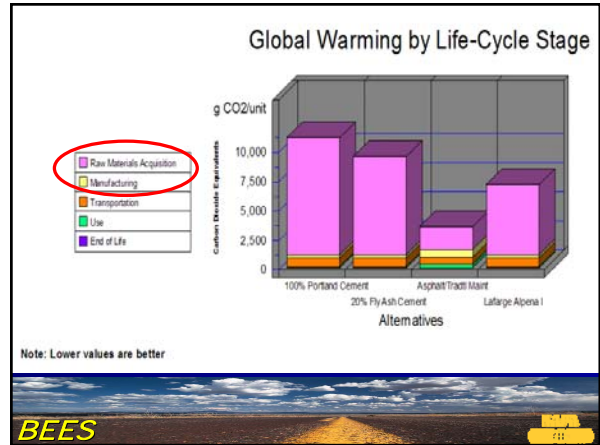 Global Warming by Life-Cycle Stage
g CO2/unit
Carbon Dioxide Equivalents
10,000
7,500
5,000
2,500
0
Raw Materials Acquisition
Manufacturing
Transportation
Use
End of Life
100% Portland Cement
Asphalt/Tradtl Maint
20% Fly Ash Cement
Lafarge Alpena I
Alternatives
Note: Lower values are better
BEES